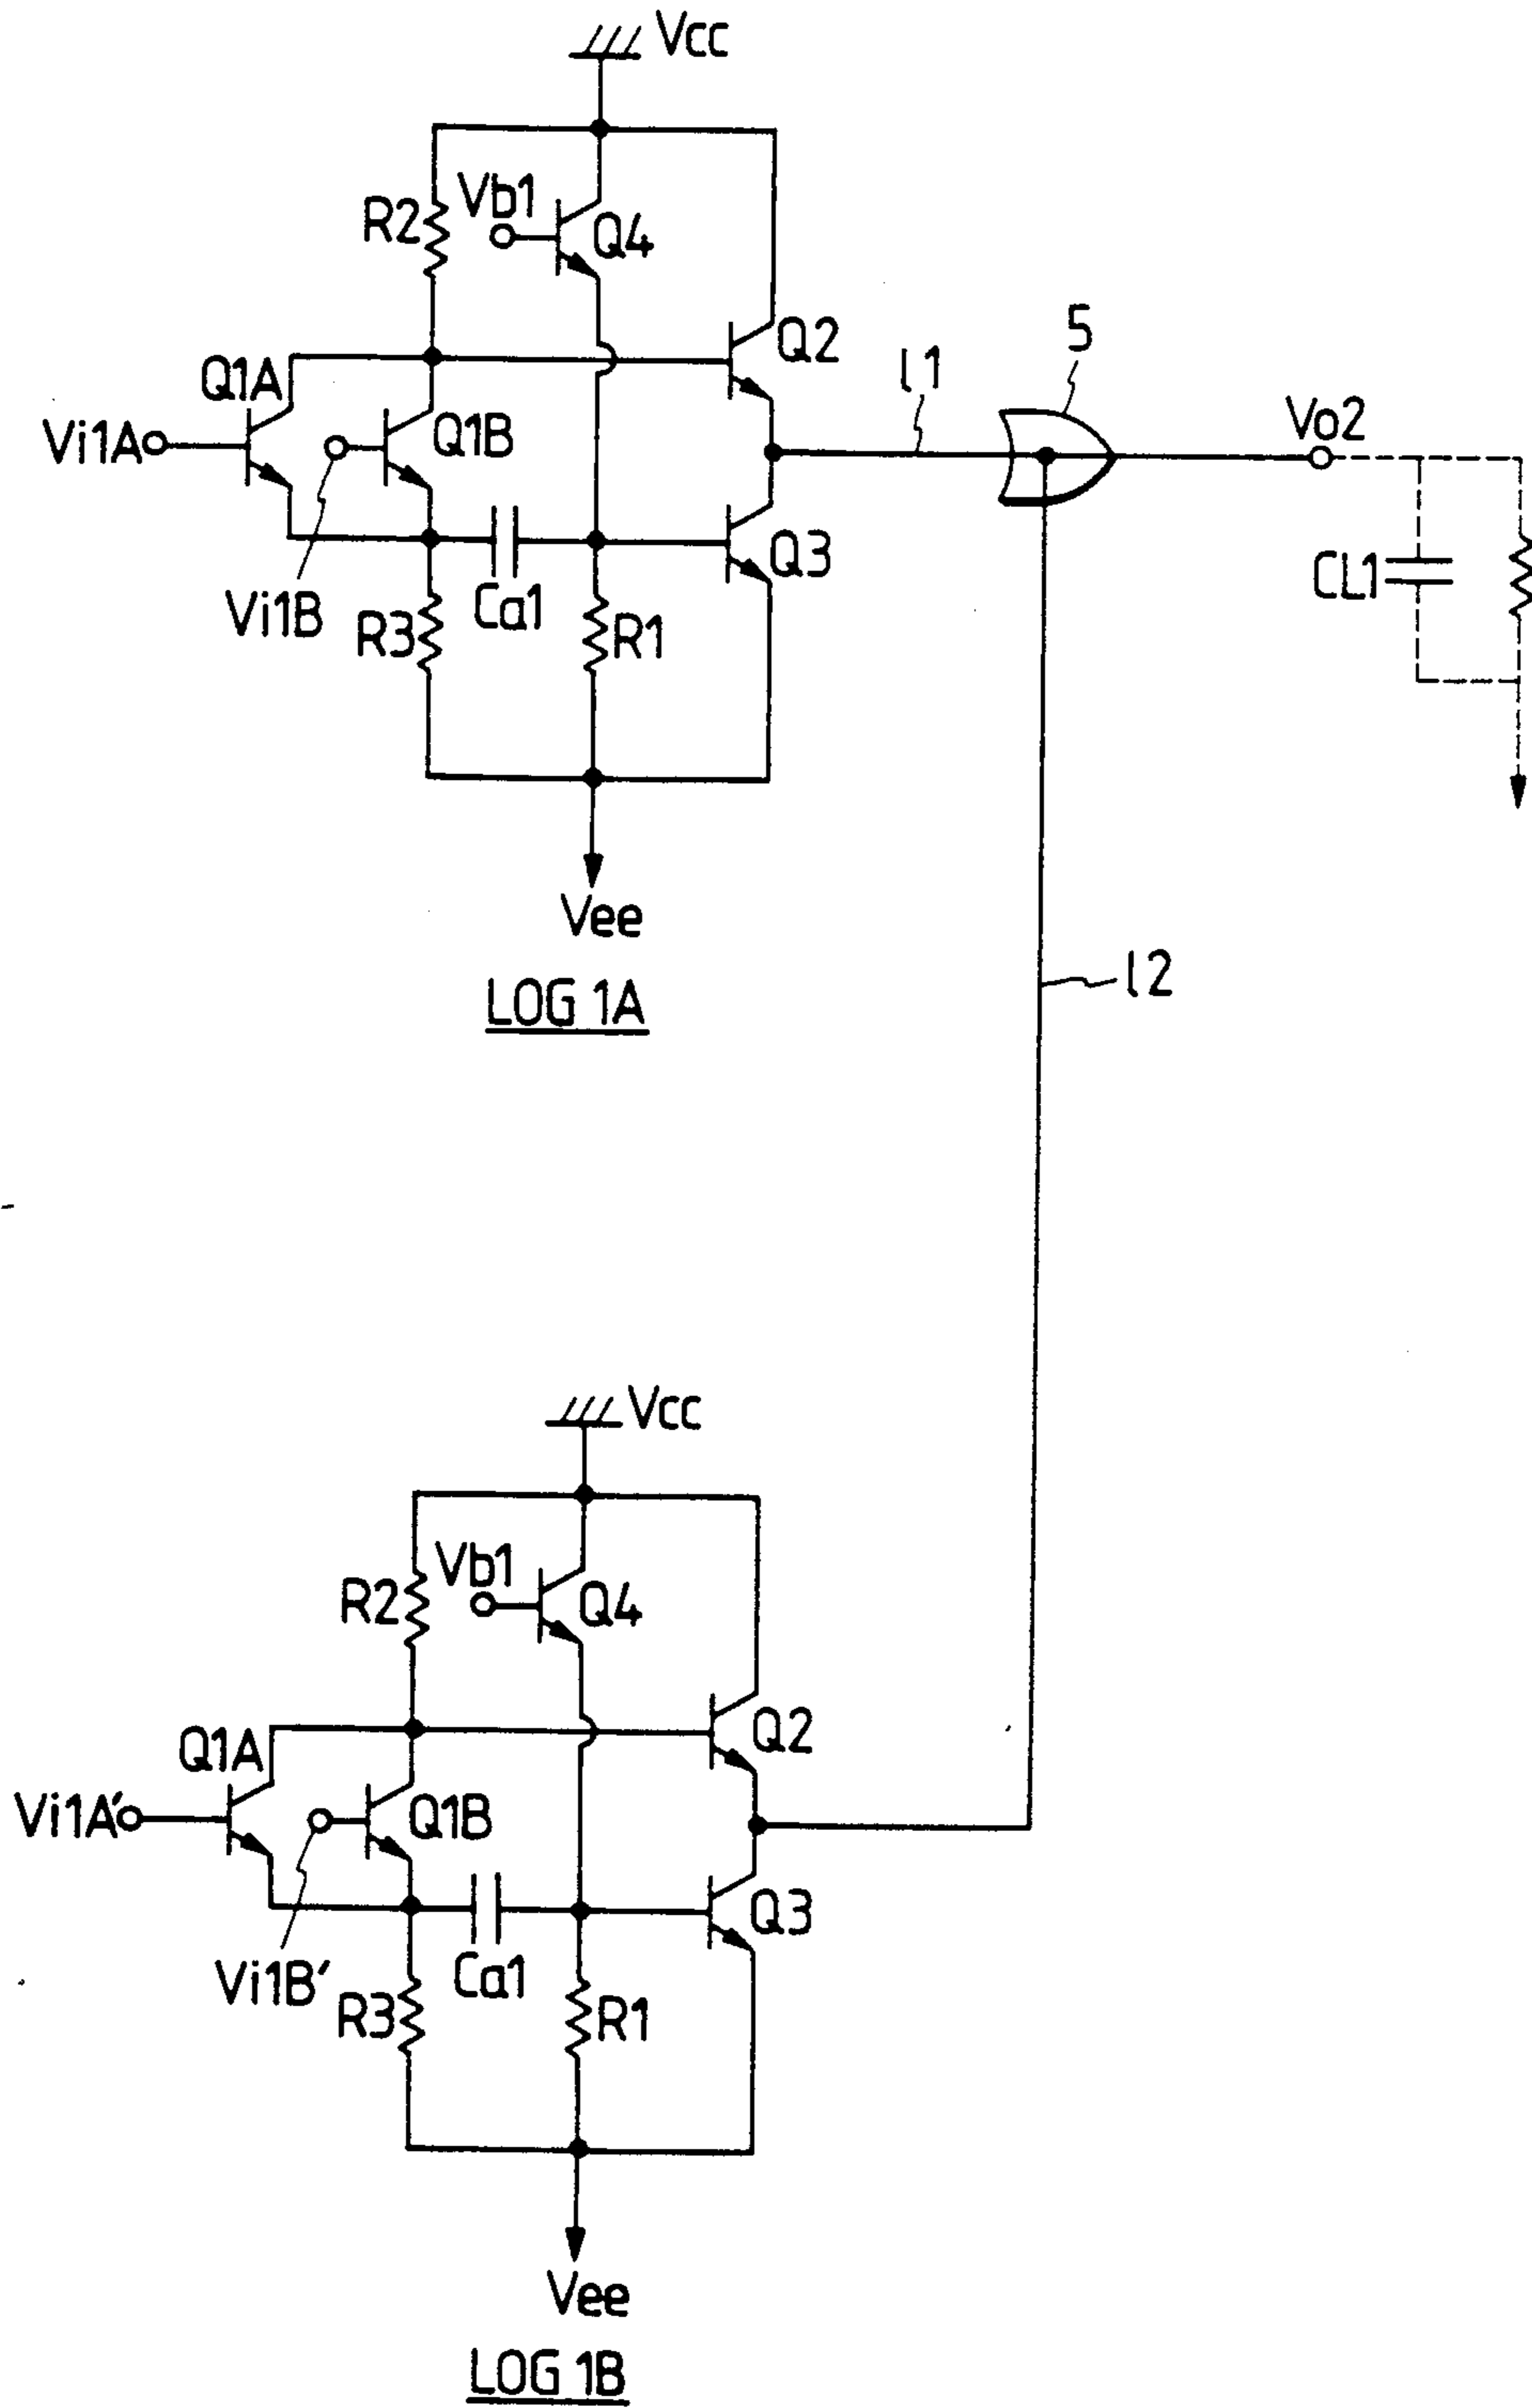 Vcc
Vb1
R2
Q4
Q2
5
l1
Q1A
Vo2
Vi1A
Q1B
Q3
CL1
Ca1
Vi1B
R3
R1
Vee
l2
LOG 1A
Vcc
Vb1
R2
Q4
Q2
Q1A
Vi1A'
Q1B
Q3
Ca1
Vi1B'
R3
R1
Vee
LOG 1B